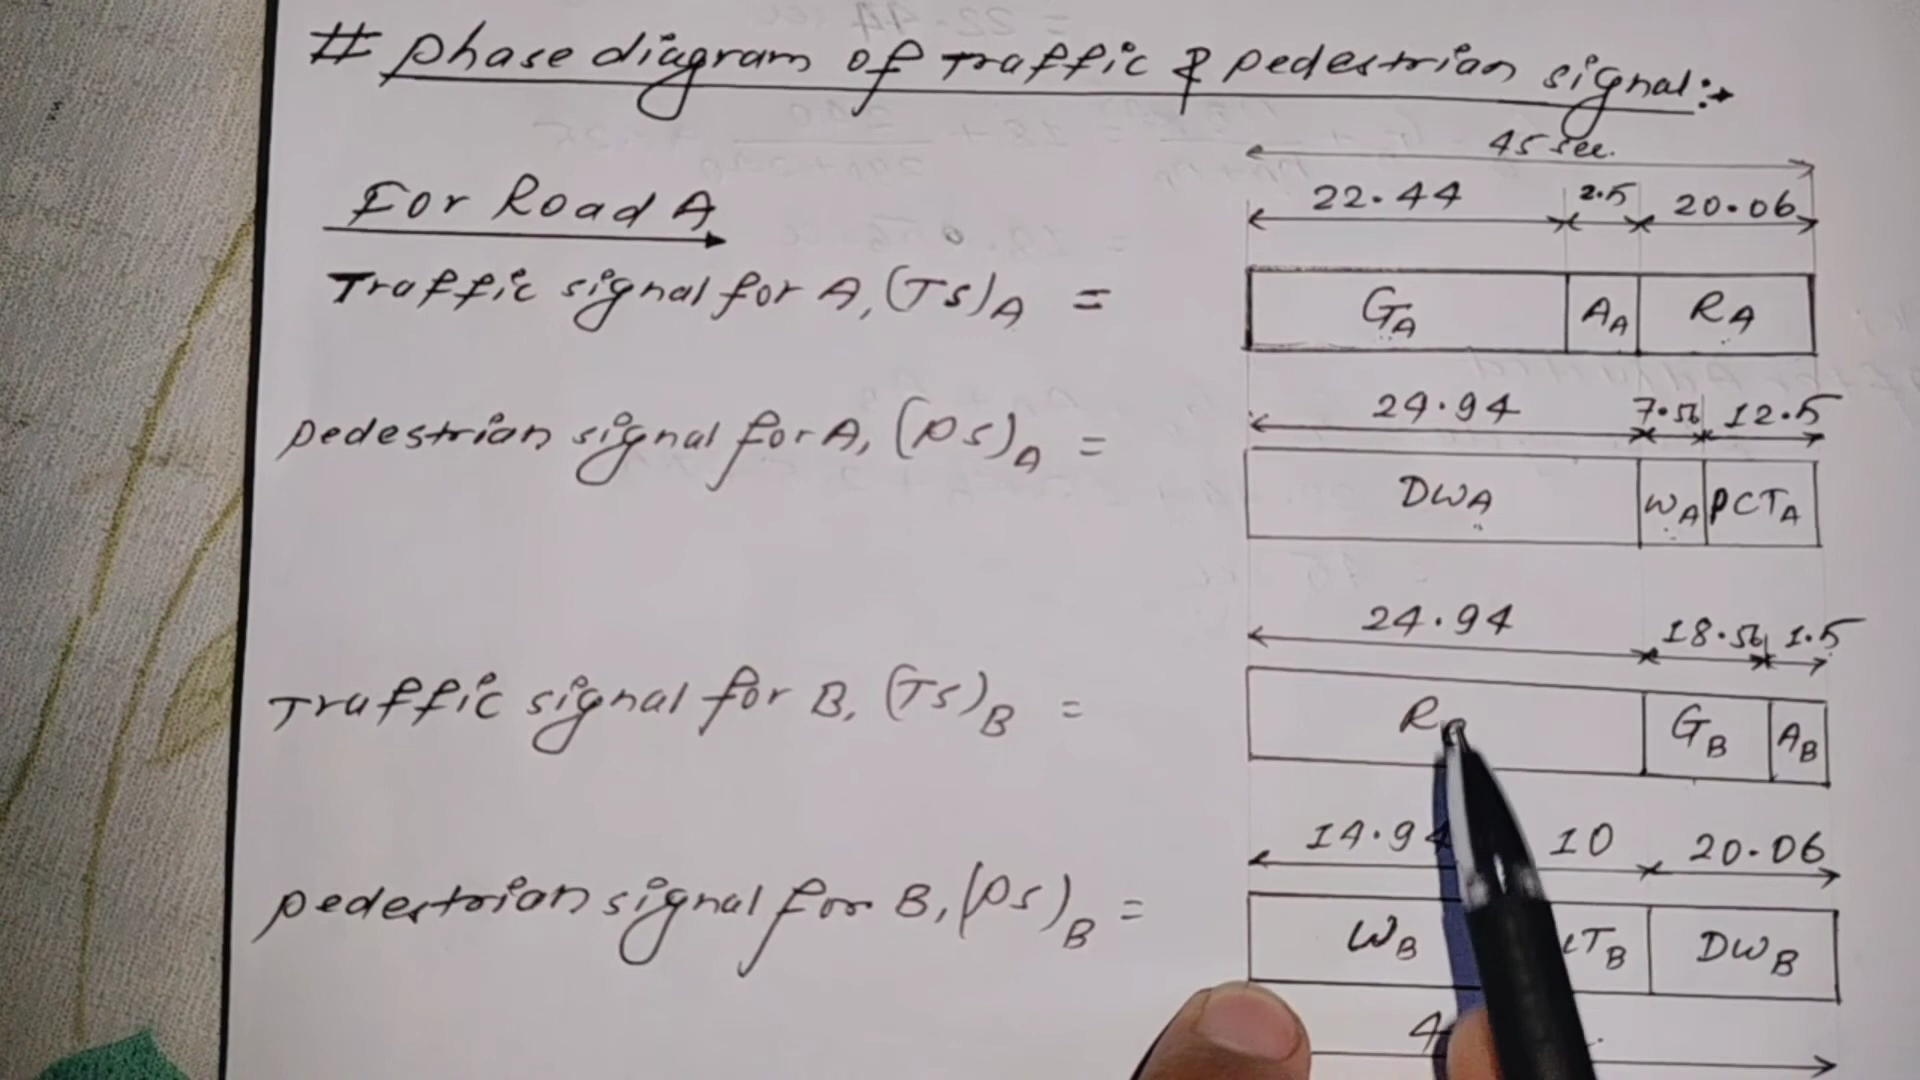 # Phase diagram of Traffic & pedestrian signal:-
45 sec.
For Road A
22.44 2.5 20.06
Traffic signal for A, (TS)A =
GA AA RA
24.94 7.56 12.5
pedestrian signal for A, (PS)A =
DWA WA PCTA
24.94 18.56 1.5
Traffic signal for B, (TS)B =
GB AB
10 20.06
pedestrian signal for B, (PS)B =
WB DWB